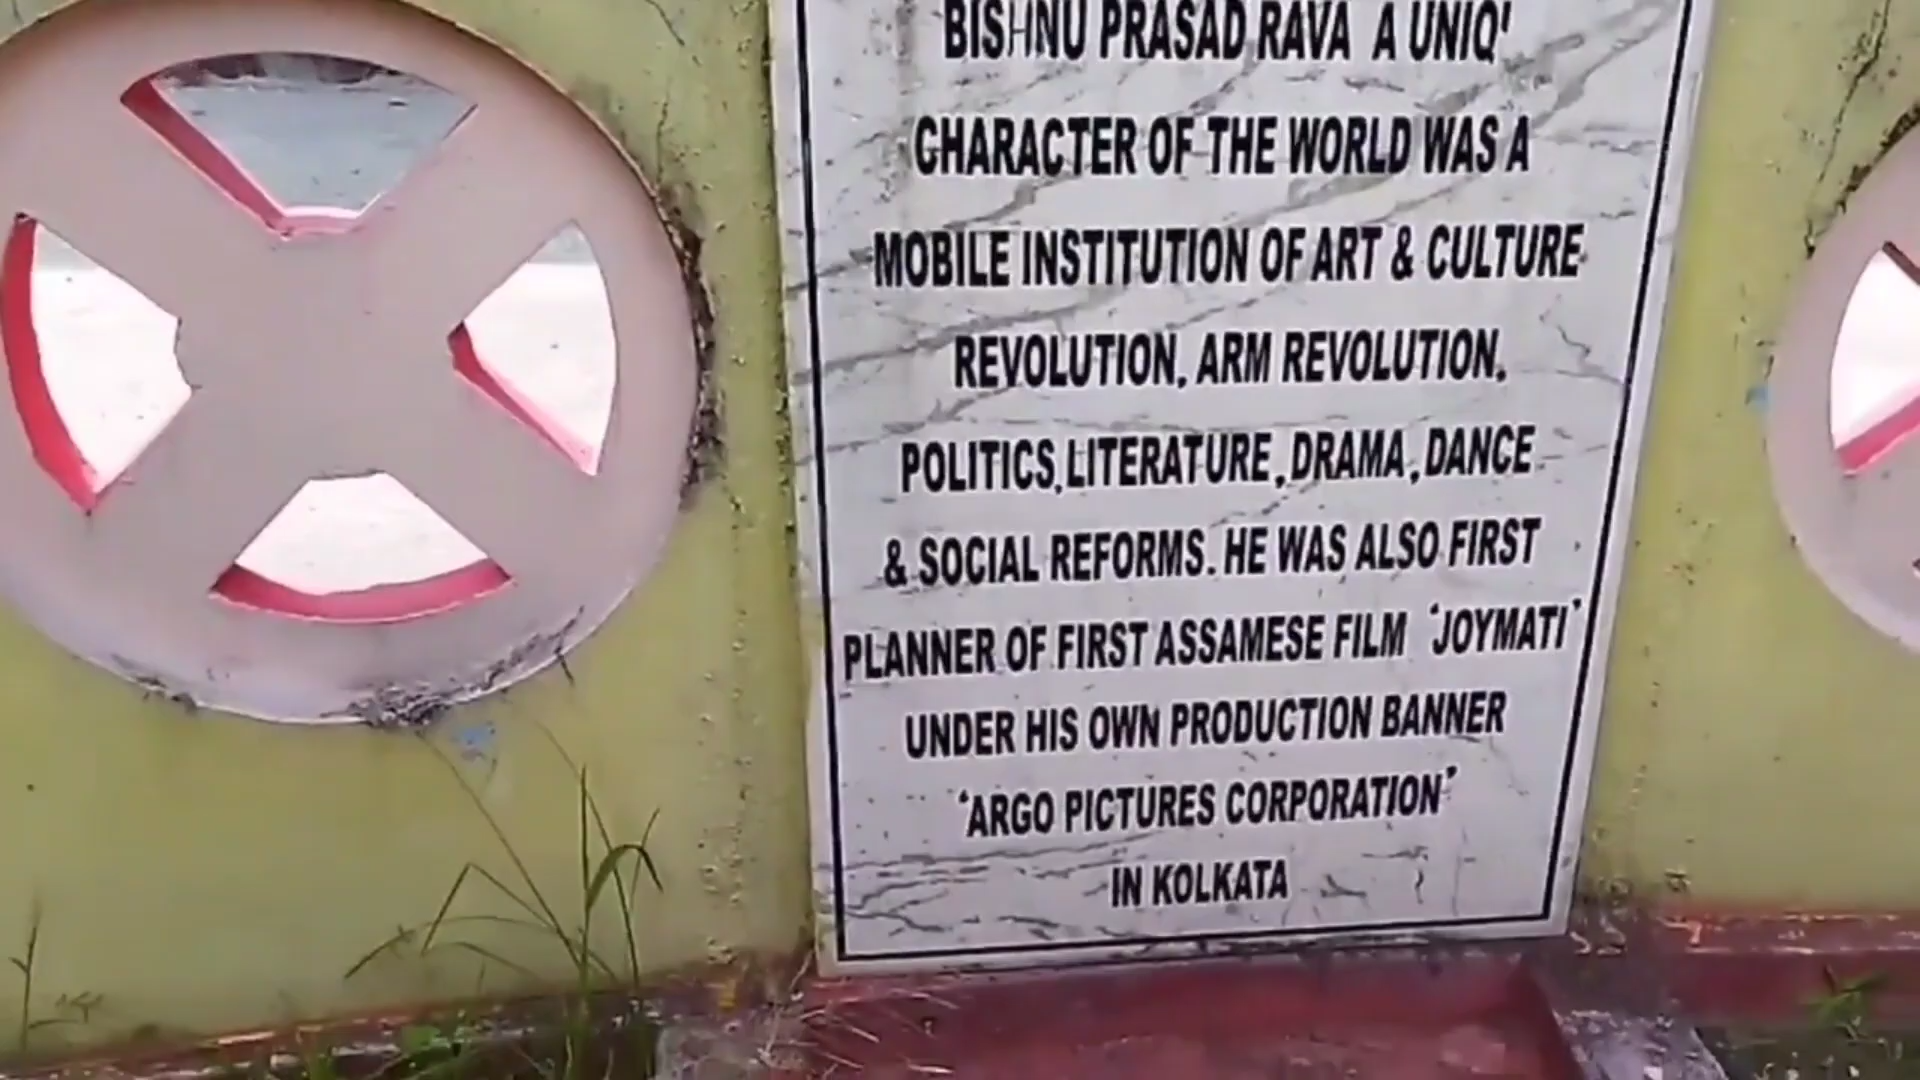 BISHNU PRASAD RAVA A UNIQ'
CHARACTER OF THE WORLD WAS A
MOBILE INSTITUTION OF ART & CULTURE
REVOLUTION, ARM REVOLUTION,
POLITICS, LITERATURE, DRAMA, DANCE
& SOCIAL REFORMS. HE WAS ALSO FIRST
PLANNER OF FIRST ASSAMESE FILM 'JOYMATI'
UNDER HIS OWN PRODUCTION BANNER
'ARGO PICTURES CORPORATION'
IN KOLKATA